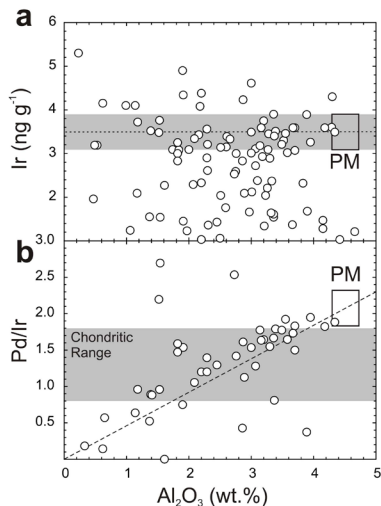 a
6
5
4
3
2
1
3.0
Ir (ng g⁻¹)
PM
b
2.5
2.0
1.5
1.0
0.5
Pd/Ir
PM
Chondritic
Range
0 1 2 3 4 5
Al₂O₃ (wt.%)